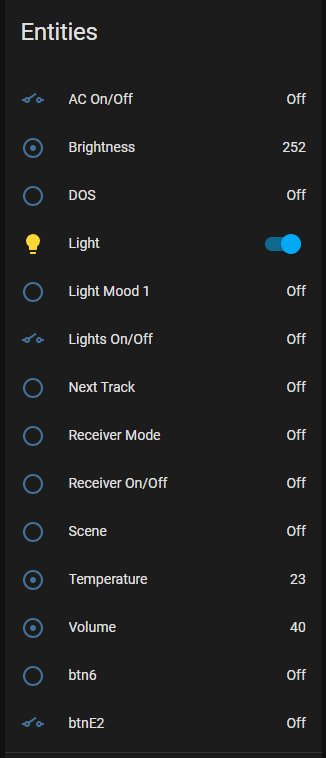 Entities
AC On/Off Off
Brightness 252
DOS Off
Light
Light Mood 1 Off
Lights On/Off Off
Next Track Off
Receiver Mode Off
Receiver On/Off Off
Scene Off
Temperature 23
Volume 40
btn6 Off
btnE2 Off